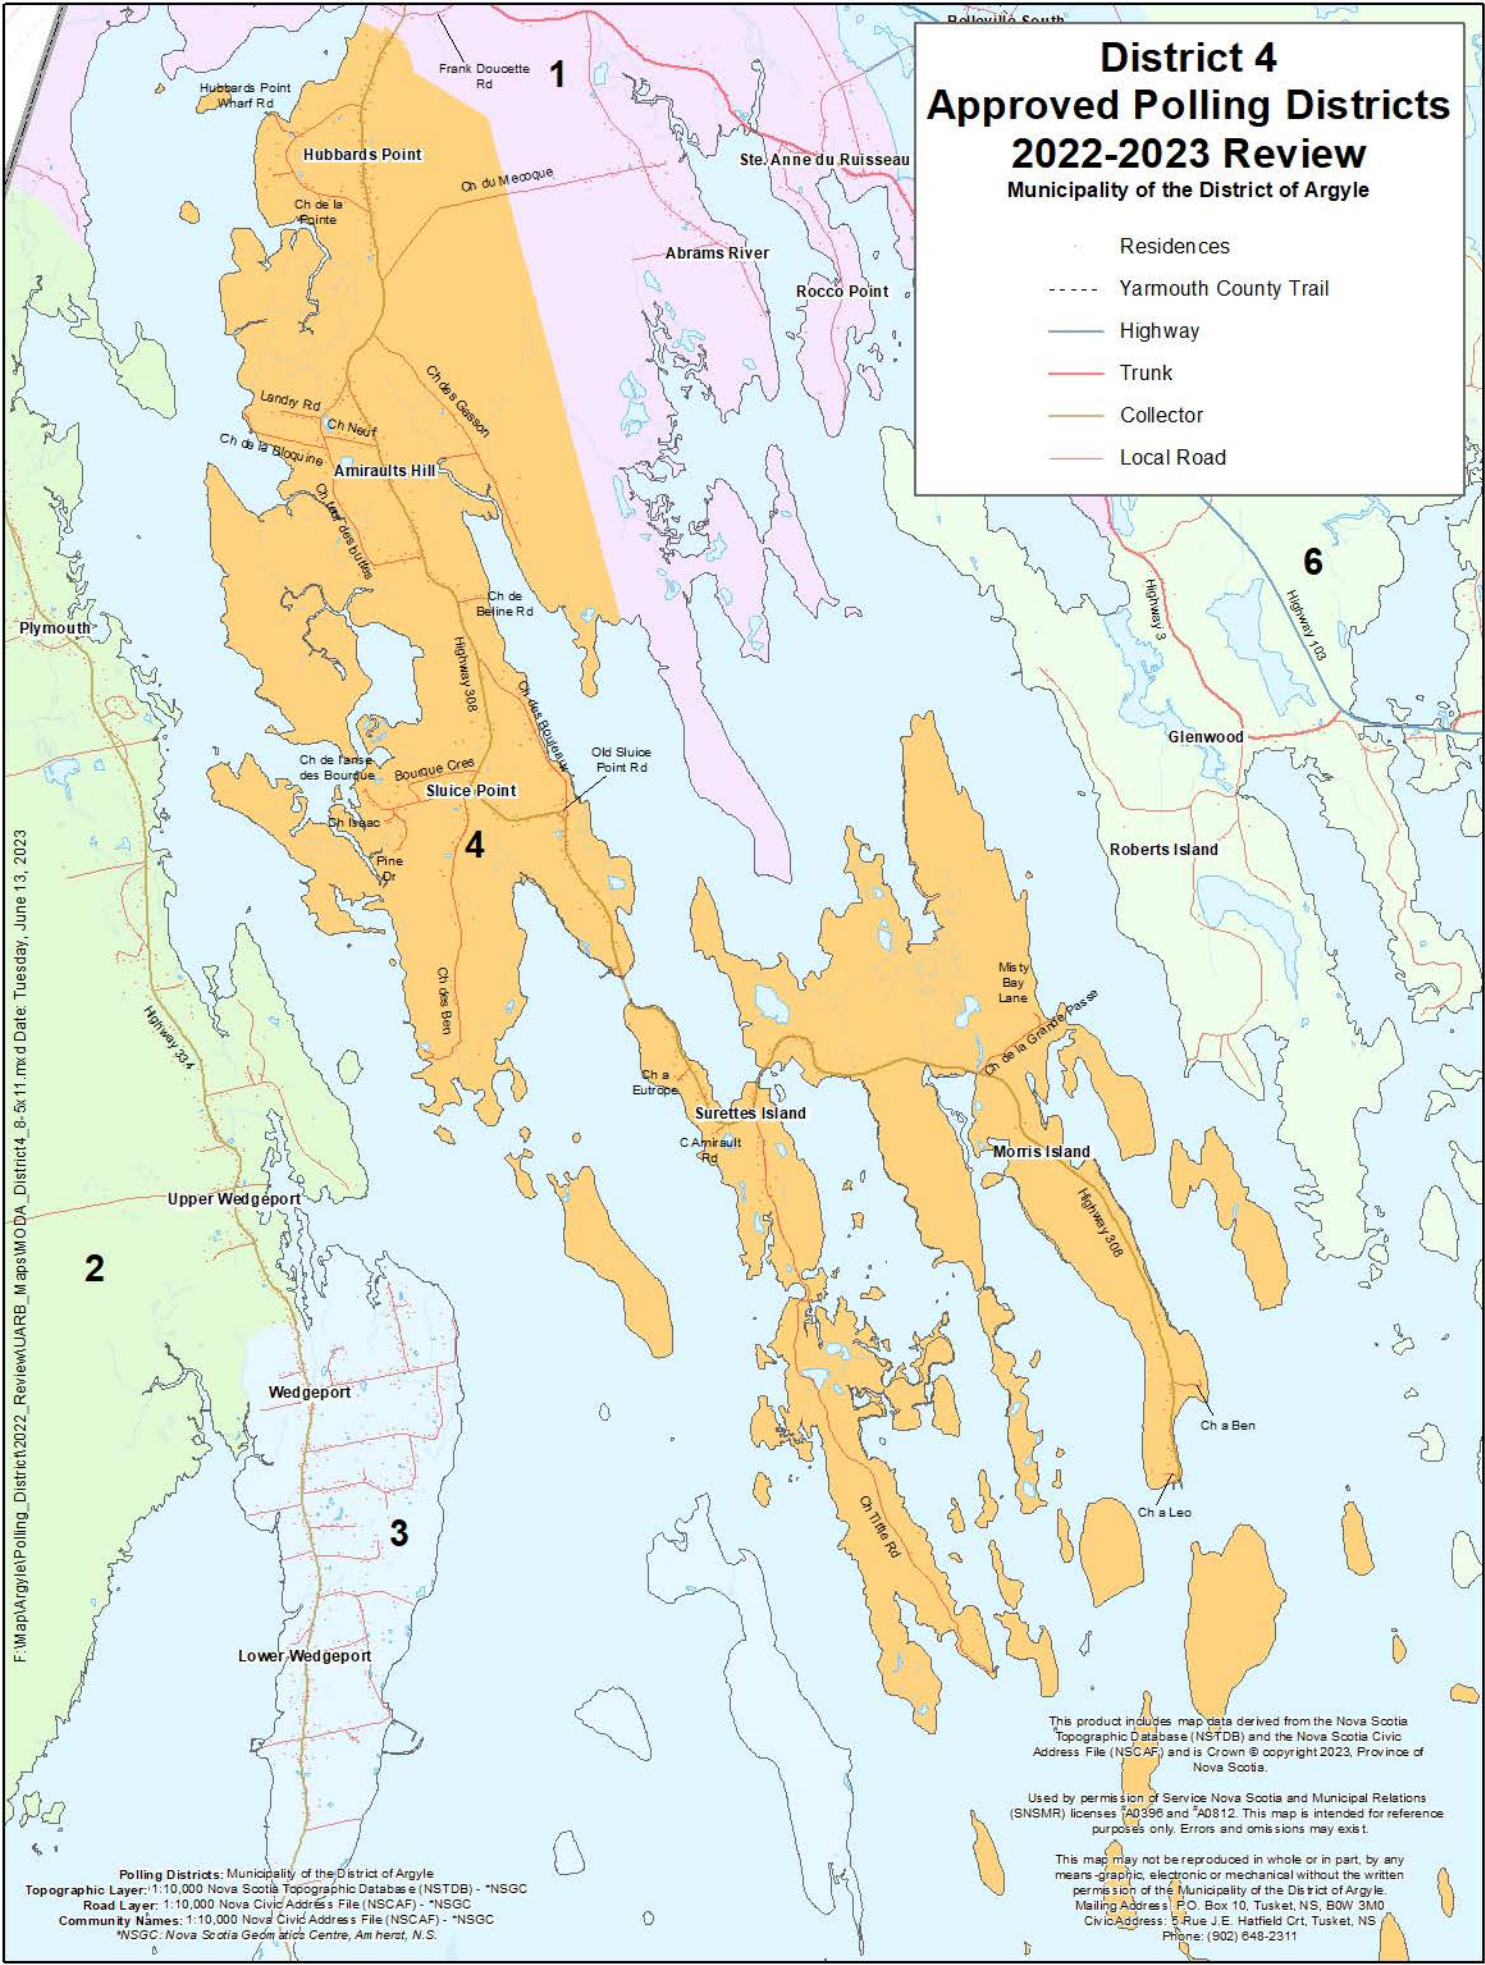 Belleville South
District 4
Approved Polling Districts
2022-2023 Review
Municipality of the District of Argyle
Residences
Yarmouth County Trail
Highway
Trunk
Collector
Local Road
Frank Doucette
Rd
1
Hubbards Point
Wharf Rd
Hubbards Point
Ch du Mecoque
Ste. Anne du Ruisseau
Ch de la
Pointe
Abrams River
Rocco Point
Ch des Gasson
Landry Rd
Ch Neuf
Ch de la Bloquine
Amiraults Hill
Ch tour des buttes
6
Highway 3
Highway 103
Ch de
Beline Rd
Plymouth
Highway 308
Ch des Bouleaux
Glenwood
Old Sluice
Point Rd
Ch de l'anse
des Bourque
Bourque Cres
Sluice Point
Ch Isaac
4
Pine
Dr
Roberts Island
Misty
Bay
Lane
Ch des Ben
Ch de la Grande Passe
Highway 334
Ch a
Eutrope
Surettes Island
C Amirault
Rd
Morris Island
Upper Wedgeport
Highway 308
2
Wedgeport
Ch a Ben
Ch a Leo
3
Ch Tittle Rd
Lower Wedgeport
F:\Map\Argyle\Polling_District\2022_Review\UARB_Maps\MODA_District4_8-5x11.mxd Date: Tuesday, June 13, 2023
This product includes map data derived from the Nova Scotia
Topographic Database (NSTDB) and the Nova Scotia Civic
Address File (NSCAF) and is Crown © copyright 2023, Province of
Nova Scotia.
Used by permission of Service Nova Scotia and Municipal Relations
(SNSMR) licenses #A0396 and #A0812. This map is intended for reference
purposes only. Errors and omissions may exist.
This map may not be reproduced in whole or in part, by any
means-graphic, electronic or mechanical without the written
permission of the Municipality of the District of Argyle.
Mailing Address: P.O. Box 10, Tusket, NS, B0W 3M0
Civic Address: 5 Rue J.E. Hatfield Crt, Tusket, NS
Phone: (902) 648-2311
Polling Districts: Municipality of the District of Argyle
Topographic Layer: 1:10,000 Nova Scotia Topographic Database (NSTDB) - *NSGC
Road Layer: 1:10,000 Nova Civic Address File (NSCAF) - *NSGC
Community Names: 1:10,000 Nova Civic Address File (NSCAF) - *NSGC
*NSGC: Nova Scotia Geomatics Centre, Amherst, N.S.